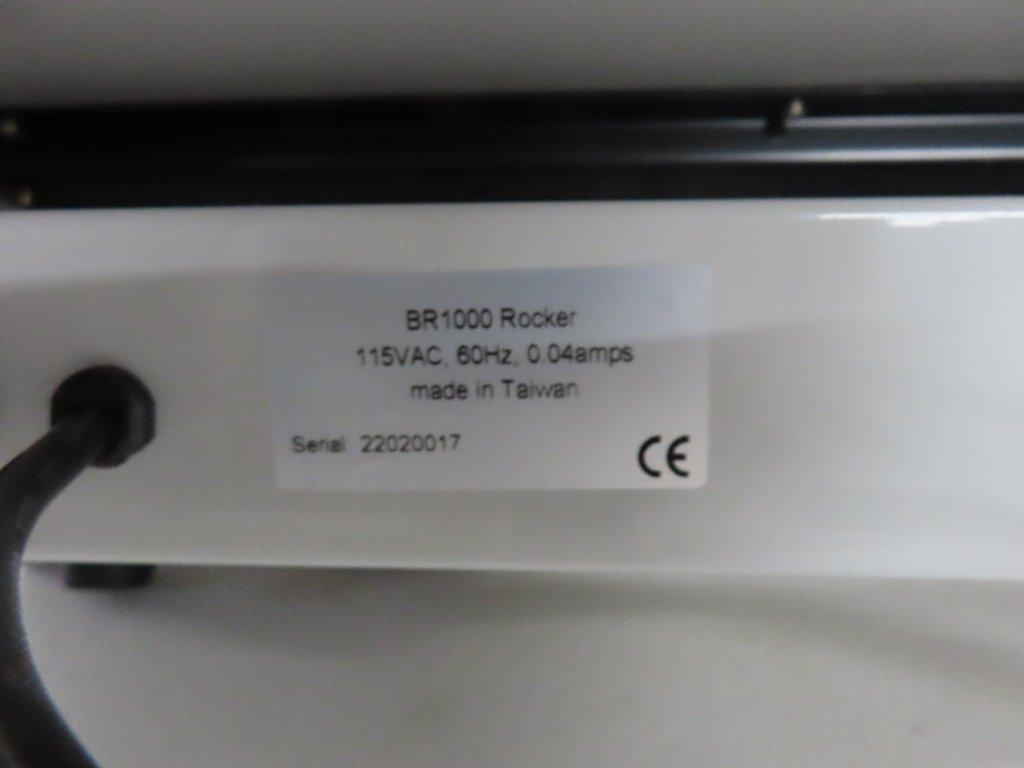 BR1000 Rocker
115VAC, 60Hz, 0.04amps
made in Taiwan
Serial: 22020017
CE